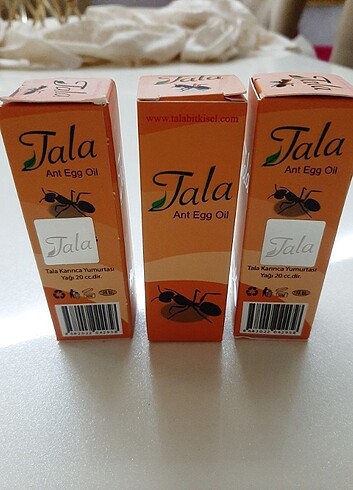 Tala
Tala
Ant Egg Oil
Tala
Tala Karınca Yumurtası
Yağı 20 cc.dir.
www.talabitkisel.com
Tala
Ant Egg Oil
Tala
Ant Egg Oil
Tala
Tala Karınca Yumurtası
Yağı 20 cc.dir.